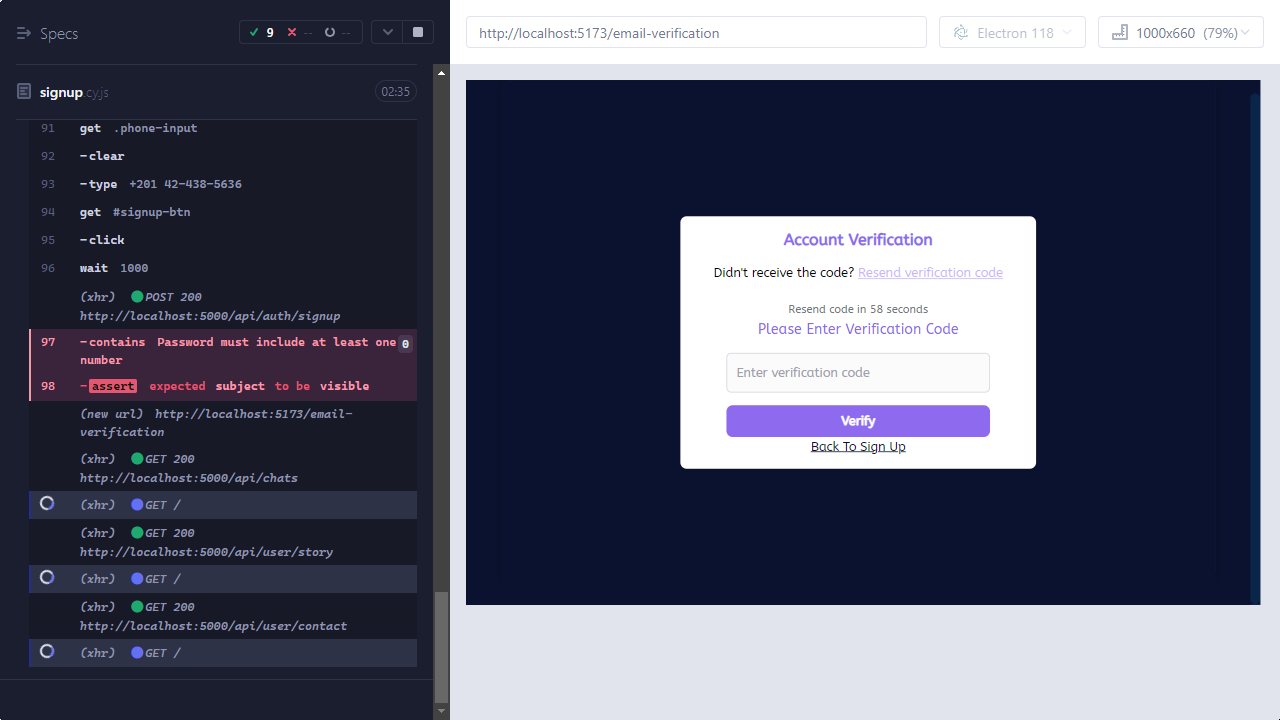 Specs
9 -- --
signup.cy.js
02:35
91 get .phone-input
92 -clear
93 -type +201 42-438-5636
94 get #signup-btn
95 -click
96 wait 1000
(xhr) POST 200
http://localhost:5000/api/auth/signup
97 -contains Password must include at least one 0
number
98 -assert expected subject to be visible
(new url) http://localhost:5173/email-
verification
(xhr) GET 200
http://localhost:5000/api/chats
(xhr) GET /
(xhr) GET 200
http://localhost:5000/api/user/story
(xhr) GET /
(xhr) GET 200
http://localhost:5000/api/user/contact
(xhr) GET /
http://localhost:5173/email-verification
Electron 118
1000x660 (79%)
Account Verification
Didn't receive the code? Resend verification code
Resend code in 58 seconds
Please Enter Verification Code
Enter verification code
Verify
Back To Sign Up